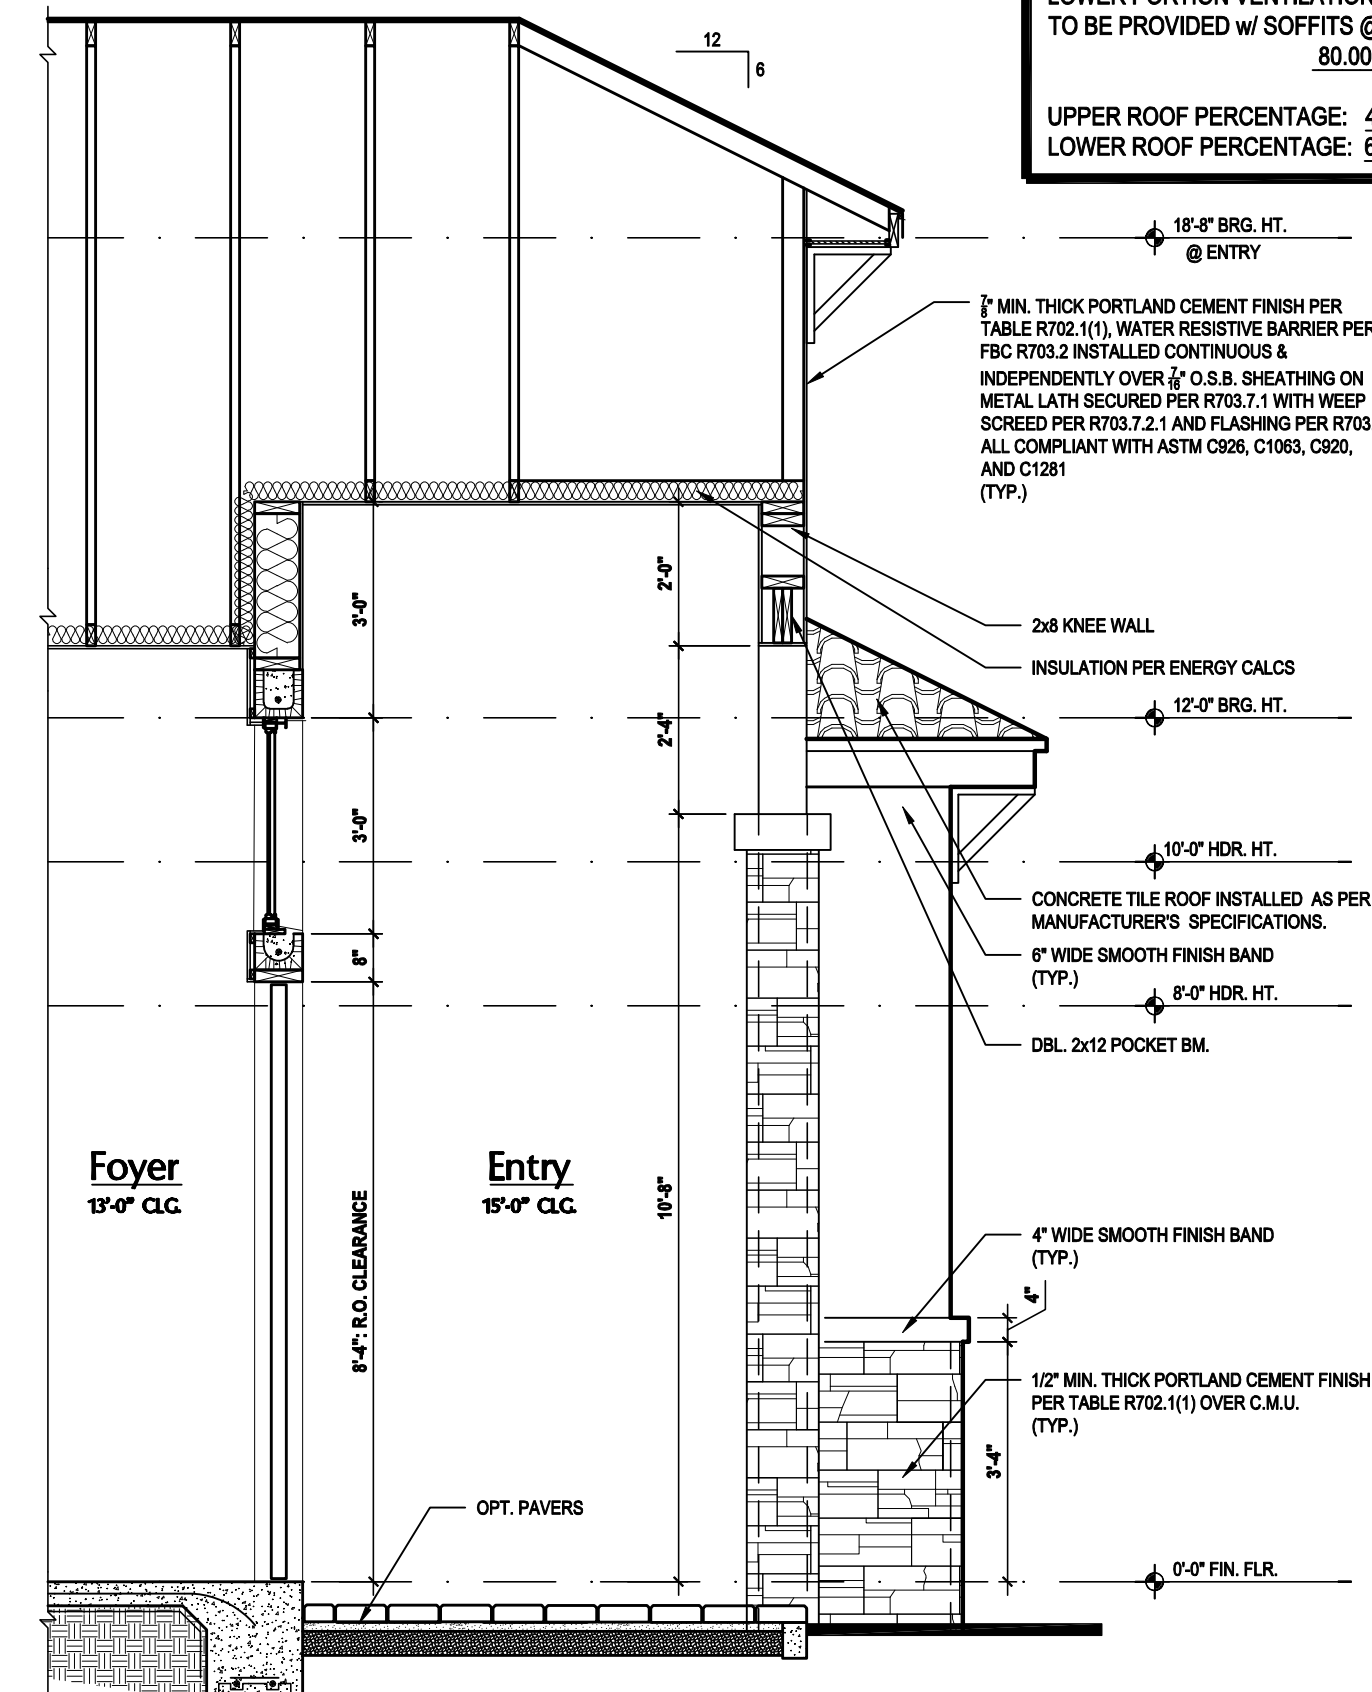 LOWER PORTION VENTILATION
TO BE PROVIDED w/ SOFFITS @
80.00
UPPER ROOF PERCENTAGE: 4
LOWER ROOF PERCENTAGE: 6
12
6
18'-8" BRG. HT.
@ ENTRY
7/8" MIN. THICK PORTLAND CEMENT FINISH PER
TABLE R702.1(1), WATER RESISTIVE BARRIER PER
FBC R703.2 INSTALLED CONTINUOUS &
INDEPENDENTLY OVER 7/16" O.S.B. SHEATHING ON
METAL LATH SECURED PER R703.7.1 WITH WEEP
SCREED PER R703.7.2.1 AND FLASHING PER R703
ALL COMPLIANT WITH ASTM C926, C1063, C920,
AND C1281
(TYP.)
3'-0"
2'-0"
2x8 KNEE WALL
INSULATION PER ENERGY CALCS
12'-0" BRG. HT.
2'-4"
3'-0"
10'-0" HDR. HT.
CONCRETE TILE ROOF INSTALLED AS PER
MANUFACTURER'S SPECIFICATIONS.
8"
6" WIDE SMOOTH FINISH BAND
(TYP.)
8'-0" HDR. HT.
DBL. 2x12 POCKET BM.
Foyer
13'-0" CLG.
Entry
15'-0" CLG.
8'-4": R.O. CLEARANCE
10'-8"
4" WIDE SMOOTH FINISH BAND
(TYP.)
4"
1/2" MIN. THICK PORTLAND CEMENT FINISH
PER TABLE R702.1(1) OVER C.M.U.
(TYP.)
3'-4"
OPT. PAVERS
0'-0" FIN. FLR.